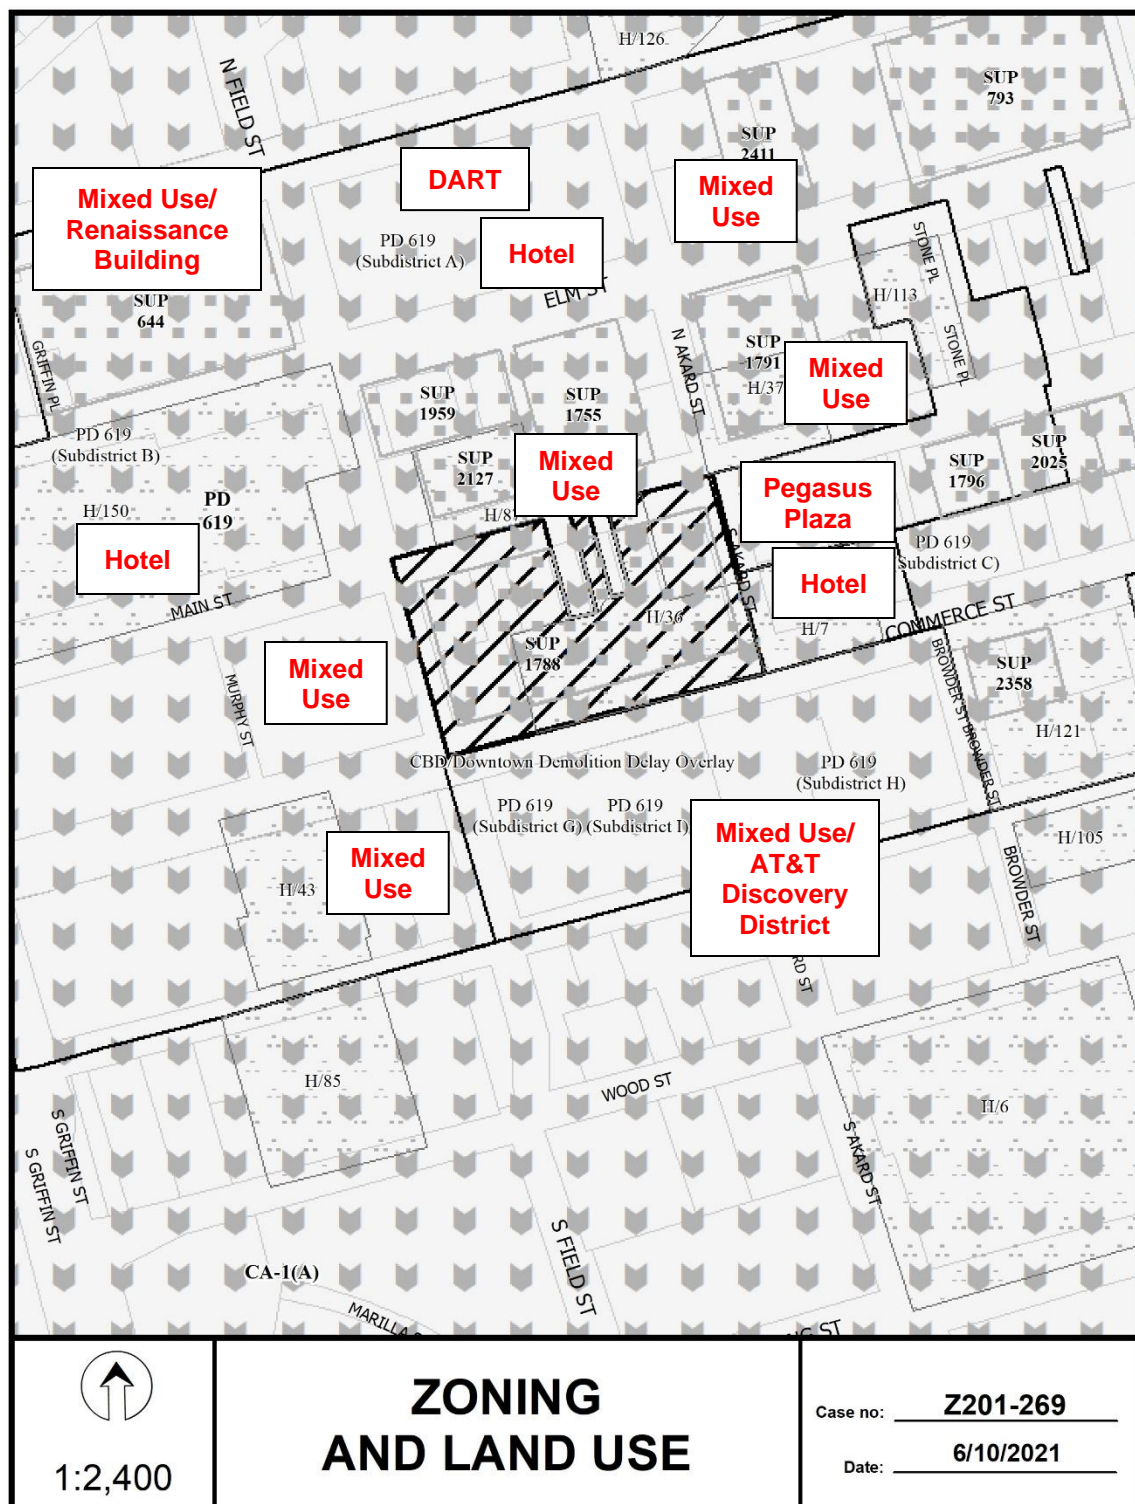 H/126
N FIELD ST
SUP
793
SUP
2411
DART
Mixed
Use
Mixed Use/
Renaissance
Building
PD 619
(Subdistrict A)
Hotel
ELM ST
STONE PL
H/113
SUP
644
GRIFFIN PL
N AKARD ST
SUP
1791
H/37
Mixed
Use
STONE PL
SUP
1959
SUP
1755
PD 619
(Subdistrict B)
SUP
2127
Mixed
Use
SUP
1796
SUP
2025
PD
619
H/150
Hotel
Pegasus
Plaza
S AKARD ST
PD 619
Subdistrict C)
Hotel
MAIN ST
H/36
H/7
COMMERCE ST
SUP
1788
Mixed
Use
MURPHY ST
BROWDER ST
BROWDER ST
SUP
2358
H/121
CBD/Downtown Demolition Delay Overlay
PD 619
(Subdistrict H)
PD 619
(Subdistrict G)
PD 619
(Subdistrict I)
Mixed Use/
AT&T
Discovery
District
H/105
BROWDER ST
Mixed
Use
H/43
H/85
WOOD ST
H/6
S GRIFFIN ST
S GRIFFIN ST
S AKARD ST
S FIELD ST
CA-1(A)
MARILLA
ST
1:2,400
ZONING
AND LAND USE
Case no: Z201-269
Date: 6/10/2021